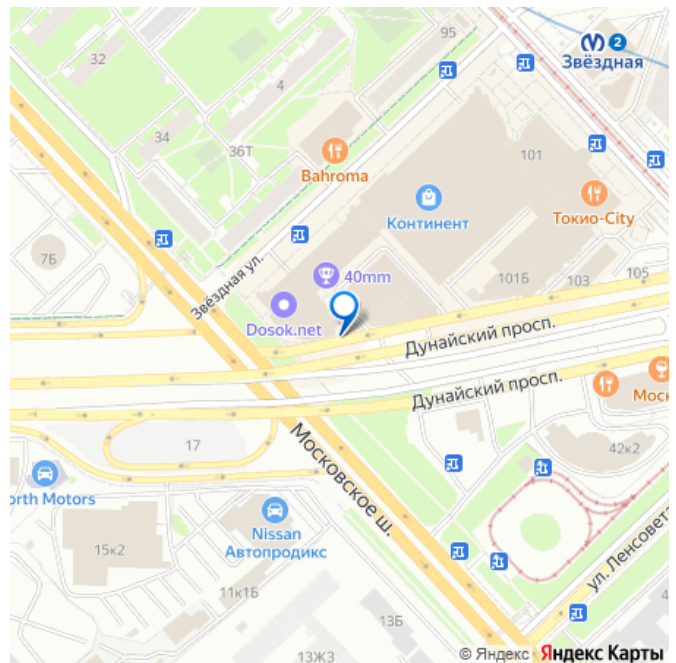 95
2
Звёздная
32
4
34
36Т
Bahroma
101
Континент
Токио-City
7Б
Звёздная ул.
40mm
101Б
103
105
Dosok.net
Дунайский просп.
Дунайский просп.
Моск
17
Московское ш.
42к2
orth Motors
Nissan
Автопродикс
15к2
11к1Б
ул. Ленсовета
4
13Б
13Ж3
© Яндекс Яндекс Карты